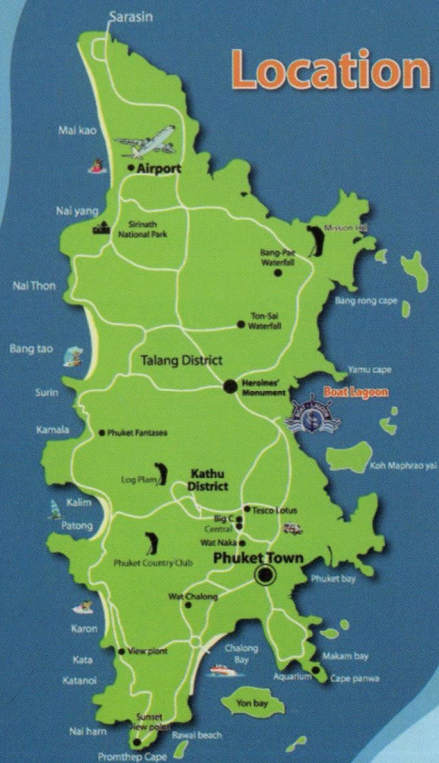 Sarasin
Location
Mai kao
Airport
Nai yang
Sirinath
National Park
Mission Hill
Bang-Pae
Waterfall
Nai Thon
Bang rong cape
Ton-Sai
Waterfall
Bang tao
Talang District
Yamu cape
Heroines'
Monument
Boat Lagoon
Surin
Kamala
Phuket Fantasea
Koh Maphrao yai
Log Plam
Kathu
District
Kalim
Tesco Lotus
Big C
Central
Patong
Wat Naka
Phuket Country Club
Phuket Town
Phuket bay
Wat Chalong
Karon
Chalong
Bay
Makam bay
View piont
Kata
Aquarium
Cape panwa
Katanoi
Yon bay
Sunset
view point
Nai harn
Rawai beach
Promthep Cape